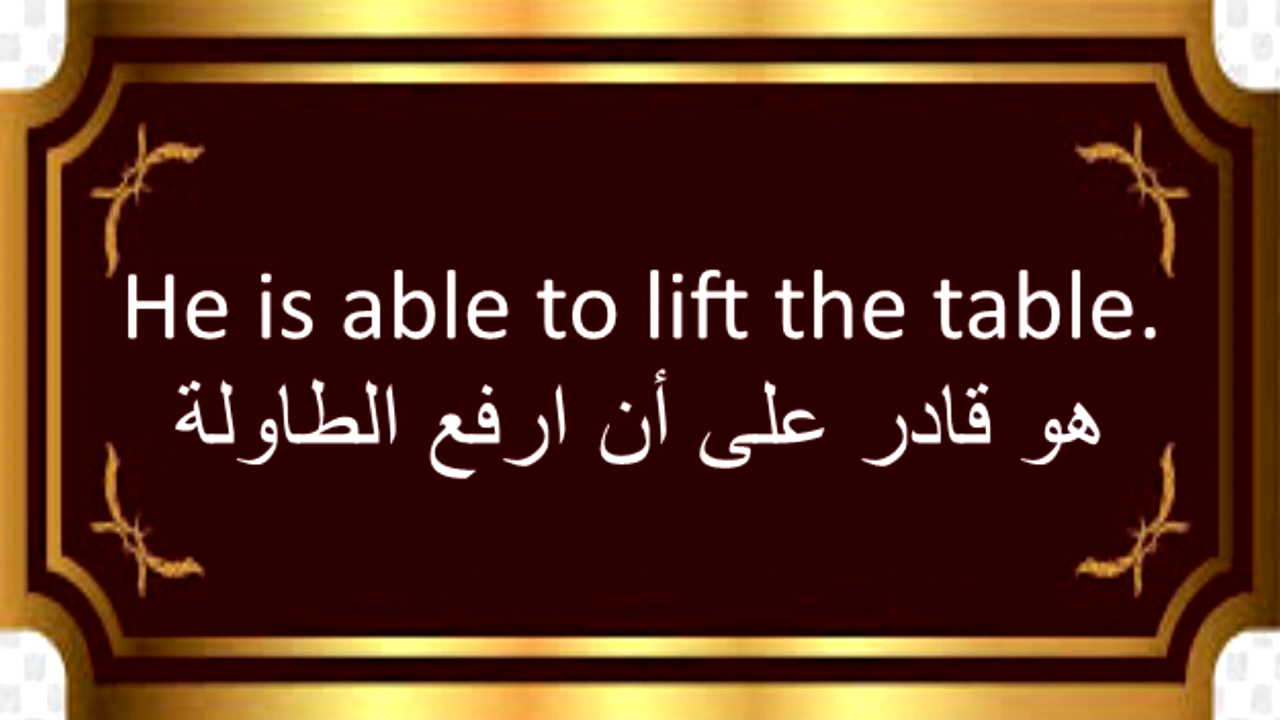 He is able to lift the table.
هو قادر على أن ارفع الطاولة